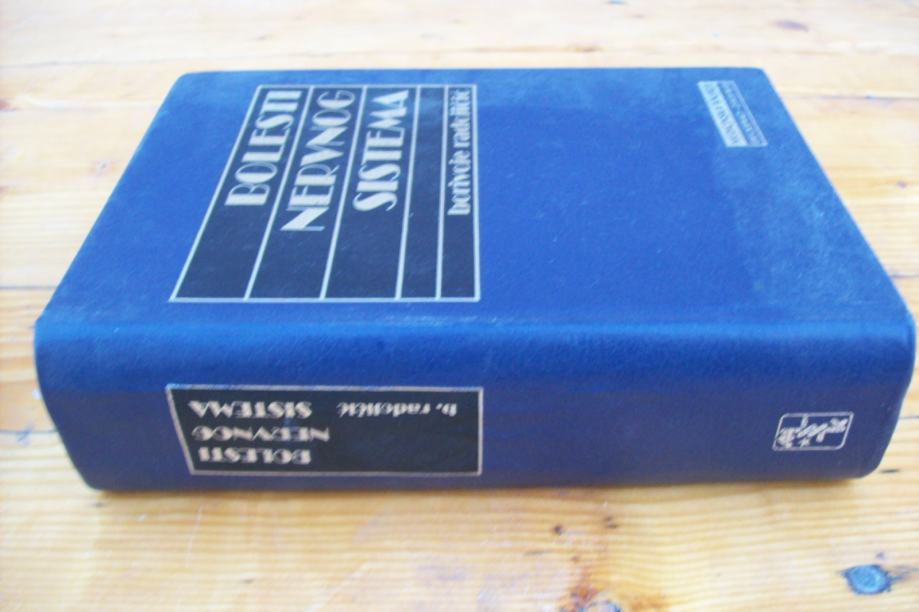 BOLESTI
NERVNOG
SISTEMA
borivoje radojičić
b. radojičić
BOLESTI
NERVNOG
SISTEMA